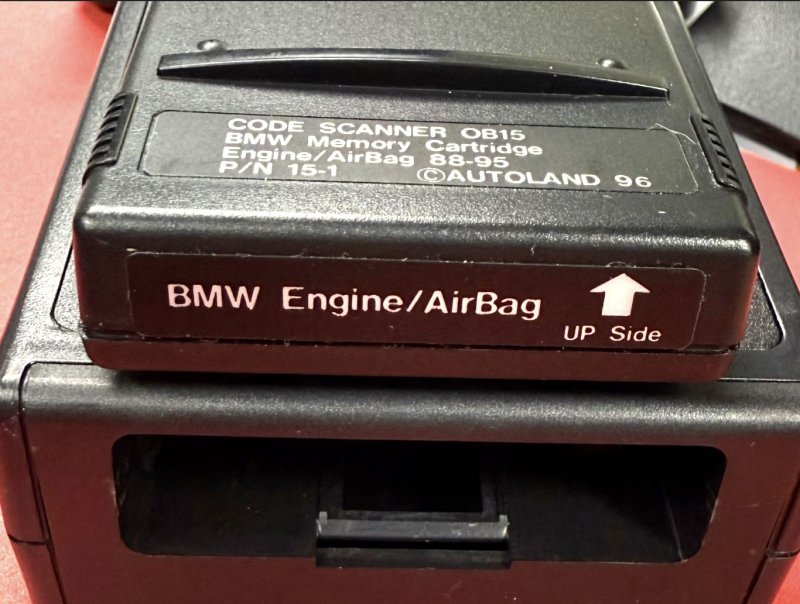 CODE SCANNER OB15
BMW Memory Cartridge
Engine/AirBag 88-95
P/N 15-1 ©AUTOLAND 96
BMW Engine/AirBag
UP Side